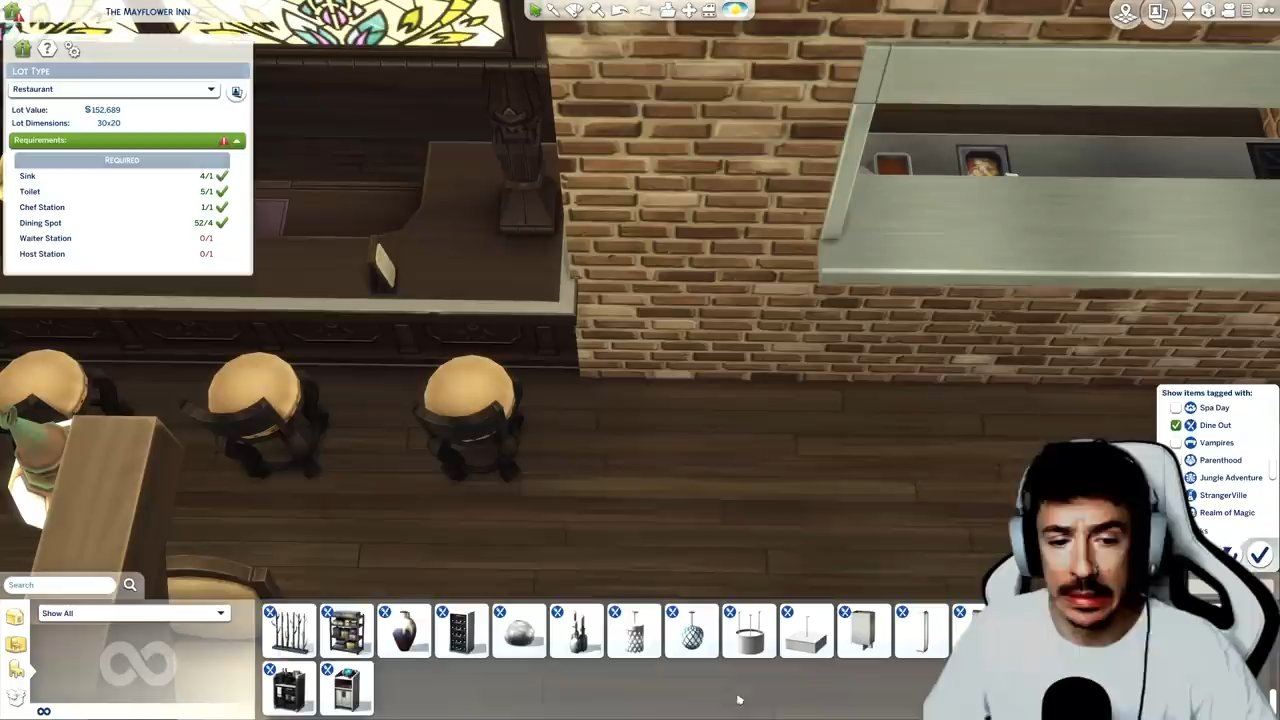 The Mayflower Inn
Lot Type
Restaurant
Lot Value: §152,689
Lot Dimensions: 30x20
Requirements:
Required
Sink 4/1
Toilet 5/1
Chef Station 1/1
Dining Spot 52/4
Waiter Station 0/1
Host Station 0/1
Show items tagged with:
Spa Day
Dine Out
Vampires
Parenthood
Jungle Adventure
StrangerVille
Realm of Magic
Search
Show All